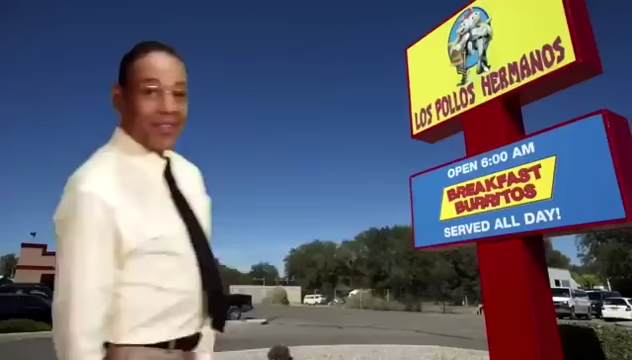 LOS POLLOS HERMANOS
OPEN 6:00 AM
BREAKFAST
BURRITOS
SERVED ALL DAY!